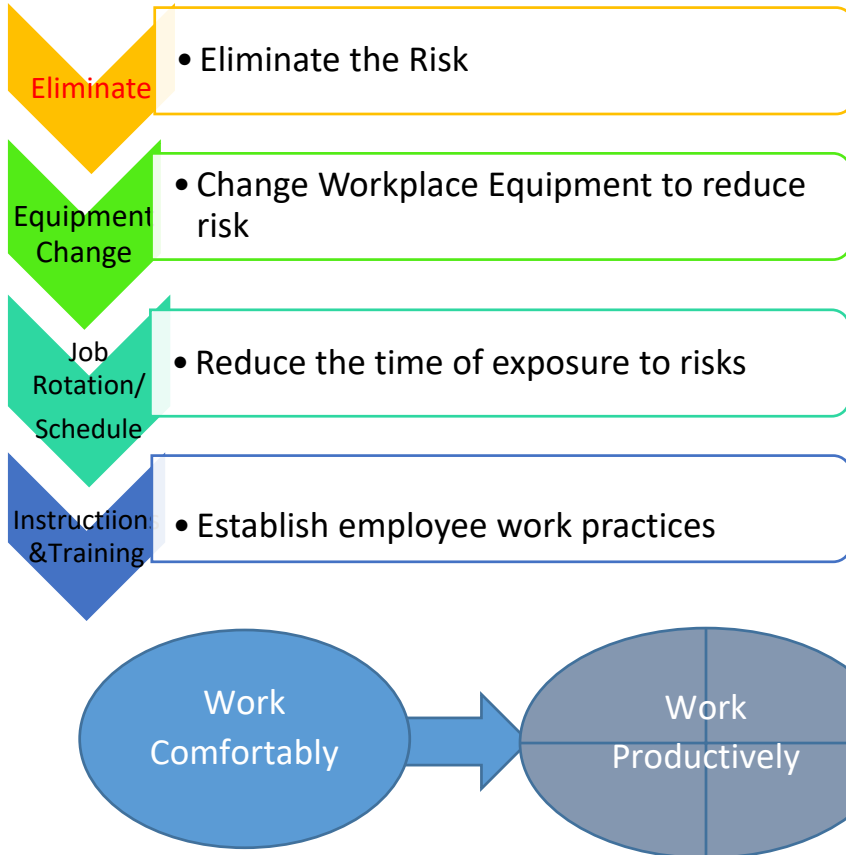 Eliminate
• Eliminate the Risk
Equipment
Change
• Change Workplace Equipment to reduce
risk
Job
Rotation/
Schedule
• Reduce the time of exposure to risks
Instructiions
&Training
• Establish employee work practices
Work
Comfortably
Work
Productively